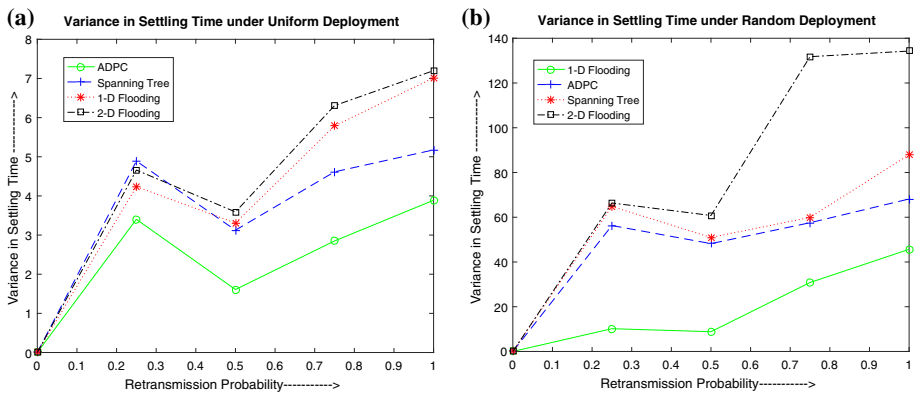 (a)
Variance in Settling Time under Uniform Deployment
8
7
6
5
4
3
2
1
0
Variance in Settling Time ------------->
ADPC
Spanning Tree
1-D Flooding
2-D Flooding
0 0.1 0.2 0.3 0.4 0.5 0.6 0.7 0.8 0.9 1
Retransmission Probability----------->
(b)
Variance in Settling Time under Random Deployment
140
120
100
80
60
40
20
0
Variance in Settling Time ------------->
1-D Flooding
ADPC
Spanning Tree
2-D Flooding
0 0.1 0.2 0.3 0.4 0.5 0.6 0.7 0.8 0.9 1
Retransmission Probability----------->